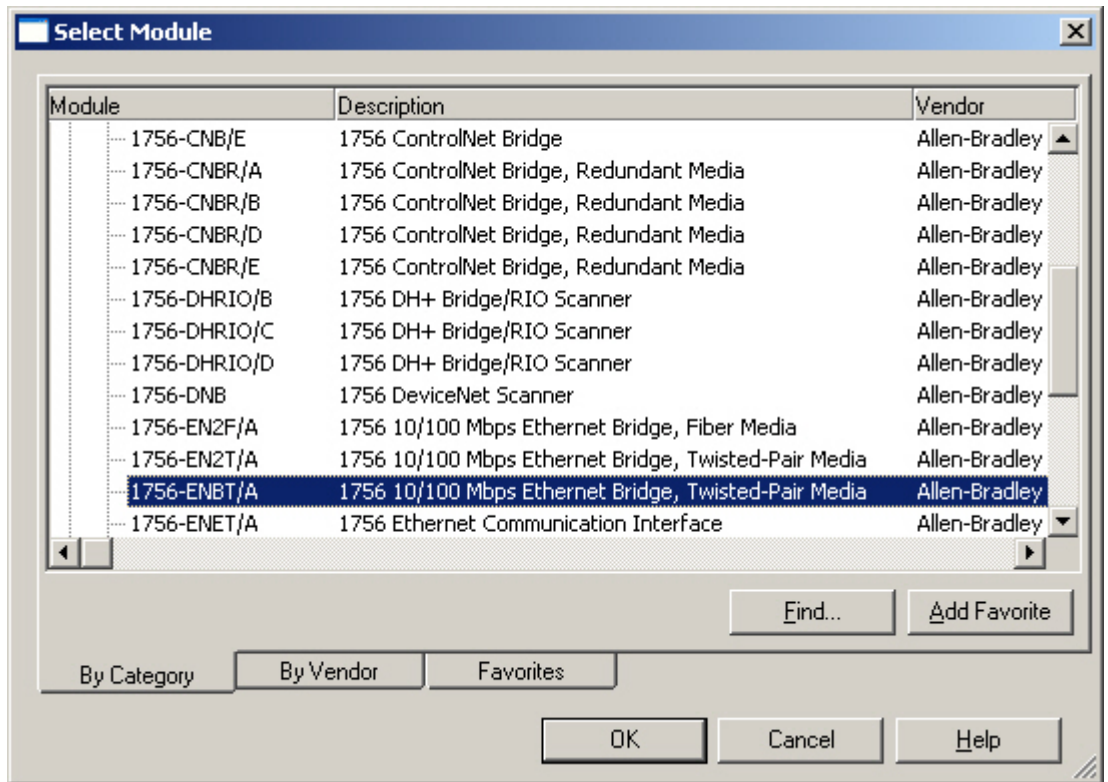 Select Module
Module Description Vendor
1756-CNB/E 1756 ControlNet Bridge Allen-Bradley
1756-CNBR/A 1756 ControlNet Bridge, Redundant Media Allen-Bradley
1756-CNBR/B 1756 ControlNet Bridge, Redundant Media Allen-Bradley
1756-CNBR/D 1756 ControlNet Bridge, Redundant Media Allen-Bradley
1756-CNBR/E 1756 ControlNet Bridge, Redundant Media Allen-Bradley
1756-DHRIO/B 1756 DH+ Bridge/RIO Scanner Allen-Bradley
1756-DHRIO/C 1756 DH+ Bridge/RIO Scanner Allen-Bradley
1756-DHRIO/D 1756 DH+ Bridge/RIO Scanner Allen-Bradley
1756-DNB 1756 DeviceNet Scanner Allen-Bradley
1756-EN2F/A 1756 10/100 Mbps Ethernet Bridge, Fiber Media Allen-Bradley
1756-EN2T/A 1756 10/100 Mbps Ethernet Bridge, Twisted-Pair Media Allen-Bradley
1756-ENBT/A 1756 10/100 Mbps Ethernet Bridge, Twisted-Pair Media Allen-Bradley
1756-ENET/A 1756 Ethernet Communication Interface Allen-Bradley
Find... Add Favorite
By Category By Vendor Favorites
OK Cancel Help